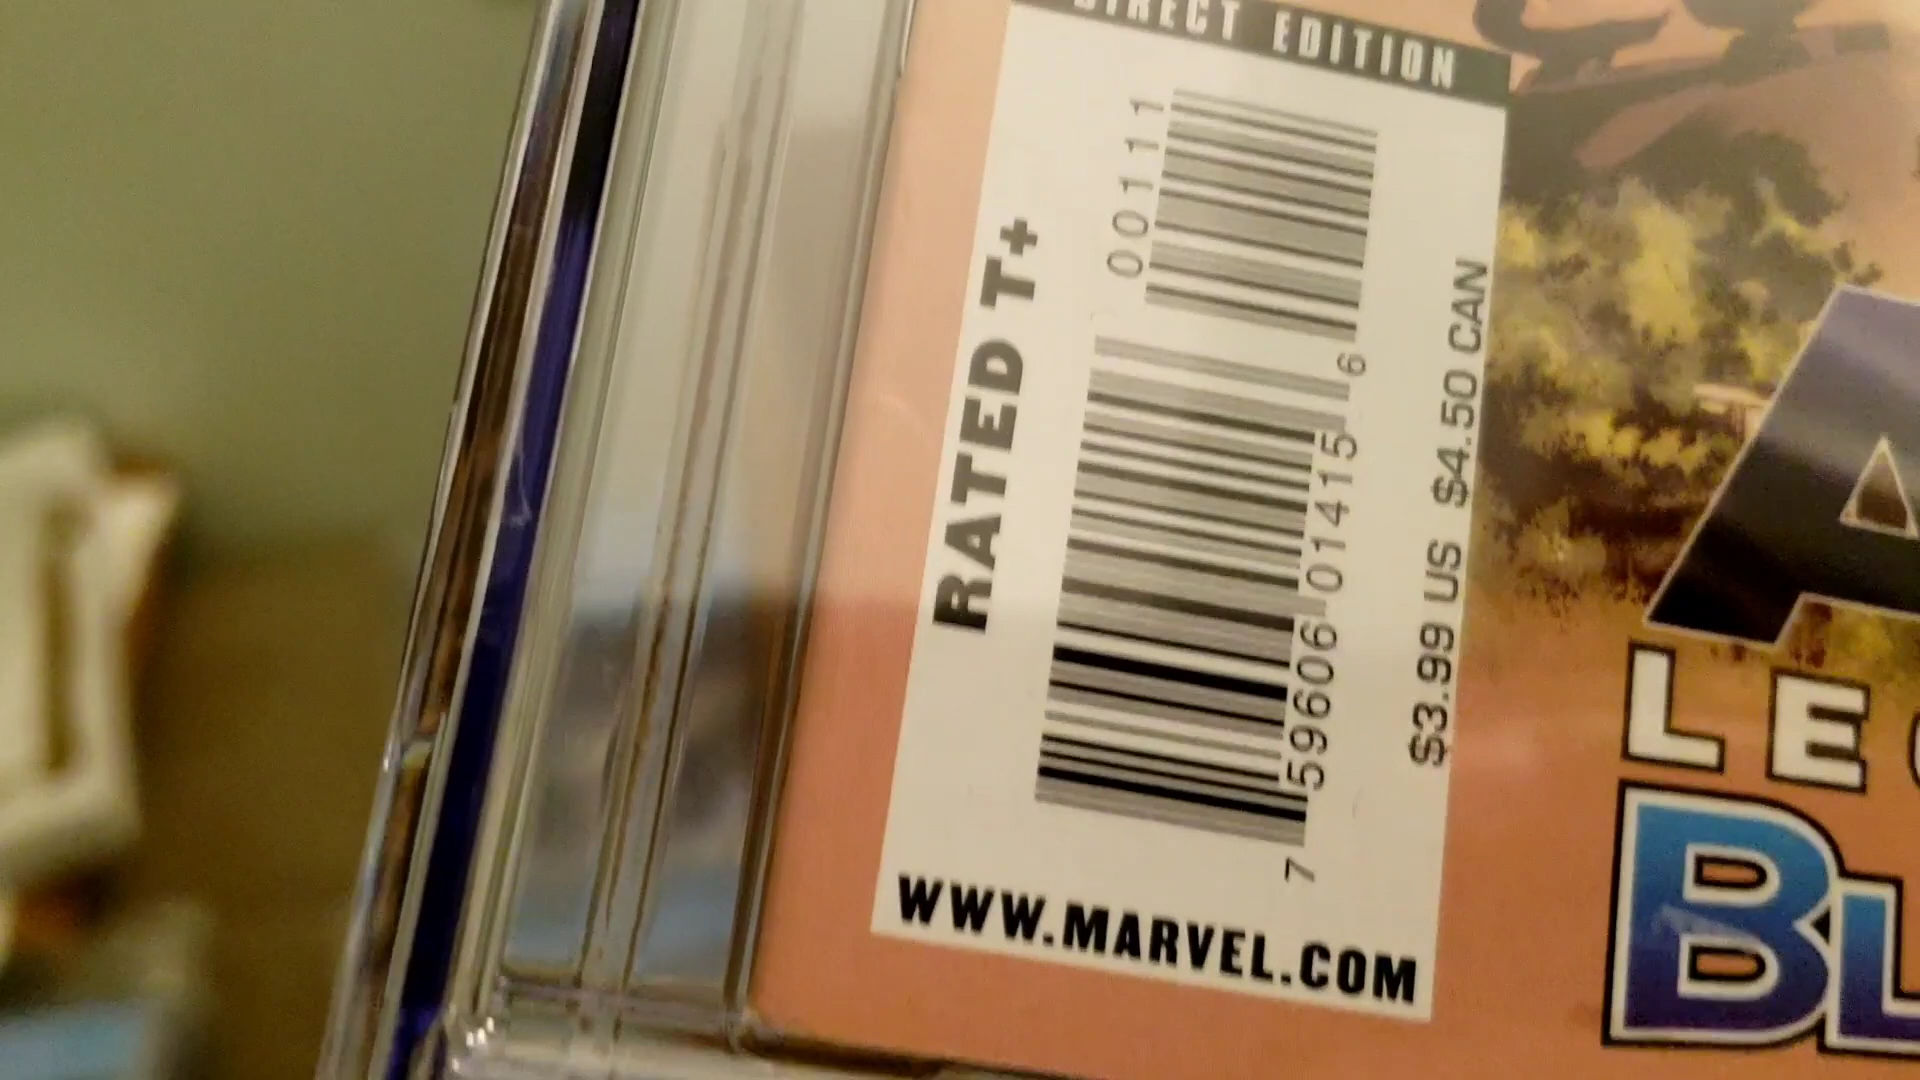 DIRECT EDITION
RATED T+
00111
7 59606 01415 6
$3.99 US $4.50 CAN
WWW.MARVEL.COM
A
LE
BL